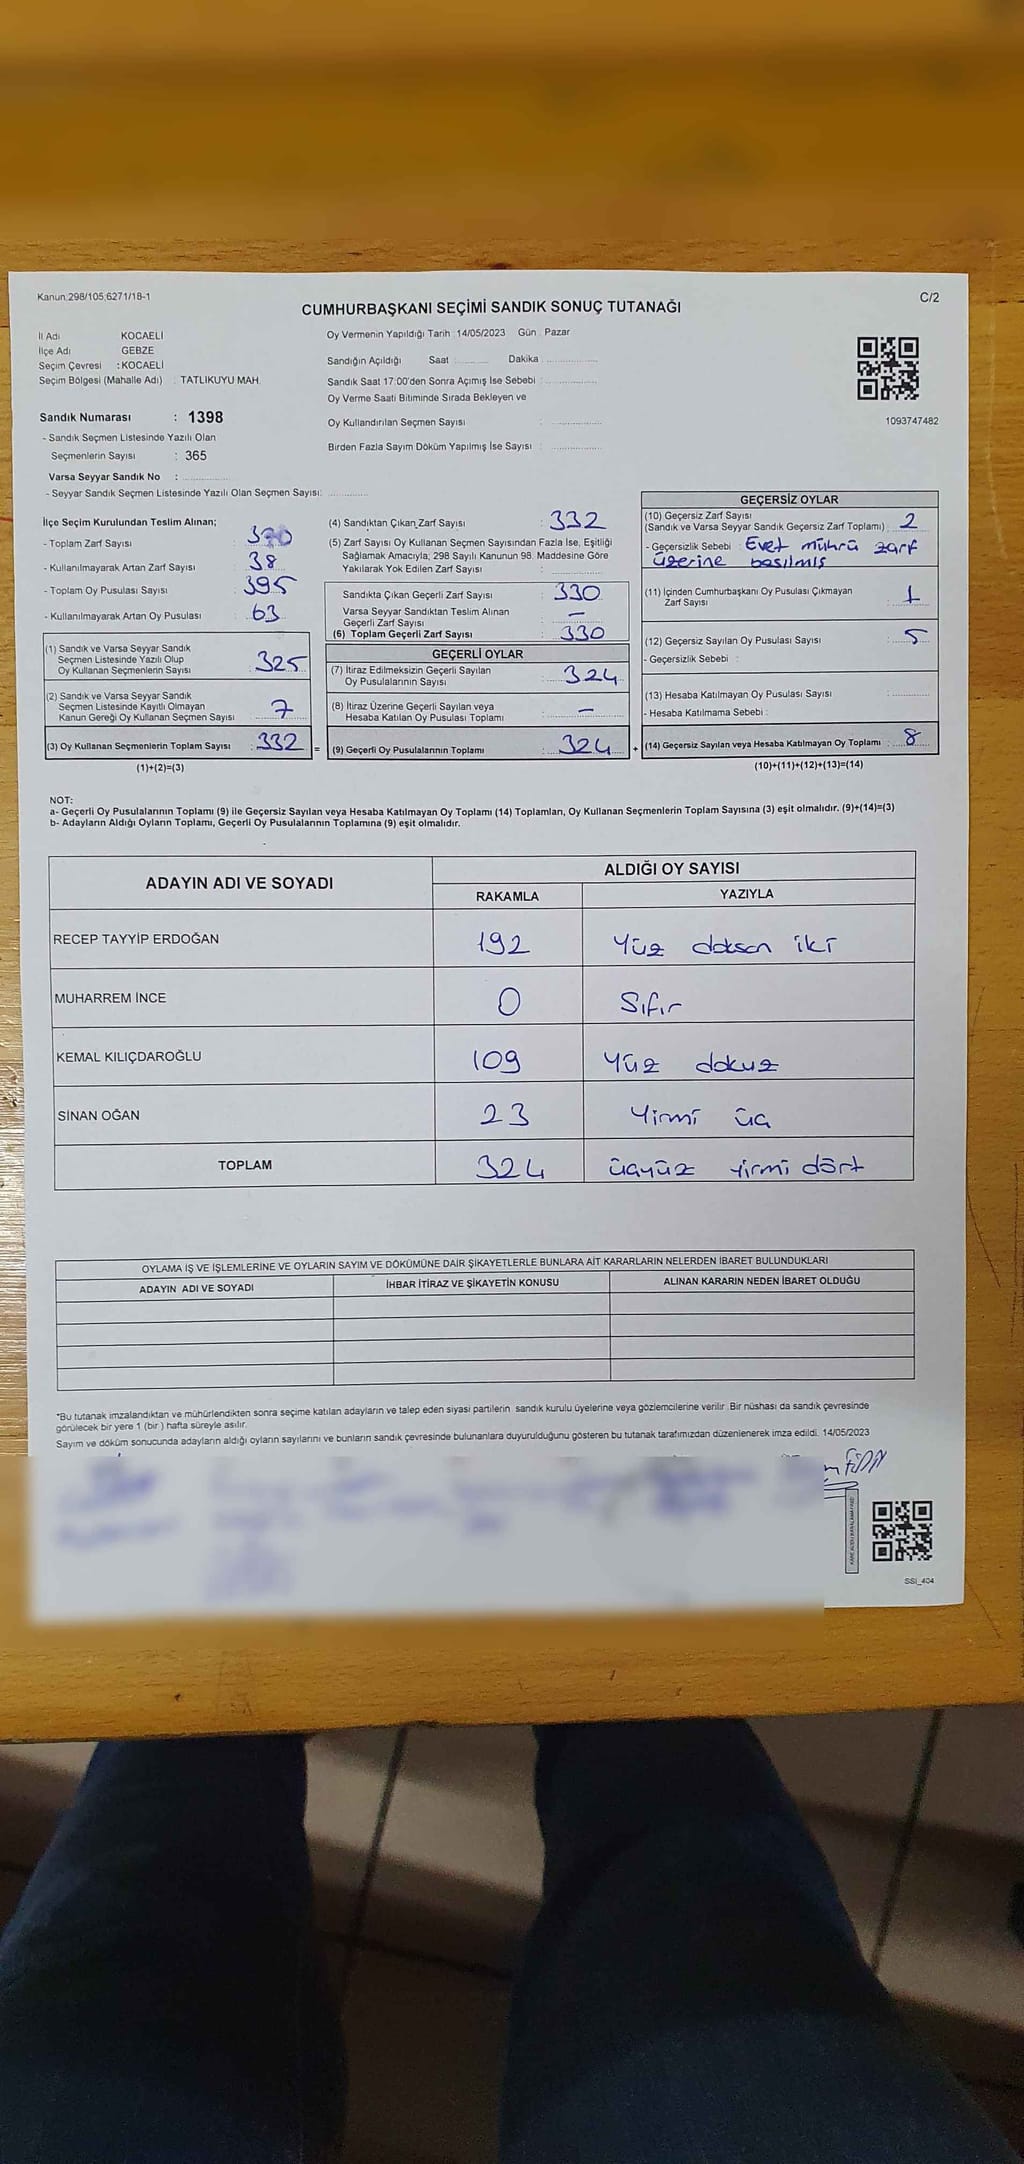 Kanun:298/105;6271/18-1
C/2
CUMHURBAŞKANI SEÇİMİ SANDIK SONUÇ TUTANAĞI
İl Adı KOCAELİ
İlçe Adı GEBZE
Seçim Çevresi : KOCAELİ
Seçim Bölgesi (Mahalle Adı) : TATLIKUYU MAH.
Sandık Numarası : 1398
- Sandık Seçmen Listesinde Yazılı Olan
Seçmenlerin Sayısı : 365
Varsa Seyyar Sandık No :
- Seyyar Sandık Seçmen Listesinde Yazılı Olan Seçmen Sayısı:
Oy Vermenin Yapıldığı Tarih :14/05/2023 Gün : Pazar
Sandığın Açıldığı Saat Dakika
Sandık Saat 17:00'den Sonra Açımış İse Sebebi :
Oy Verme Saati Bitiminde Sırada Bekleyen ve
Oy Kullandırılan Seçmen Sayısı :
Birden Fazla Sayım Döküm Yapılmış İse Sayısı :
1093747482
İlçe Seçim Kurulundan Teslim Alınan;
- Toplam Zarf Sayısı : 370
- Kullanılmayarak Artan Zarf Sayısı : 38
- Toplam Oy Pusulası Sayısı : 395
- Kullanılmayarak Artan Oy Pusulası : 63
(1) Sandık ve Varsa Seyyar Sandık
Seçmen Listesinde Yazılı Olup
Oy Kullanan Seçmenlerin Sayısı : 325
(2) Sandık ve Varsa Seyyar Sandık
Seçmen Listesinde Kayıtlı Olmayan
Kanun Gereği Oy Kullanan Seçmen Sayısı : 7
(3) Oy Kullanan Seçmenlerin Toplam Sayısı : 332 =
(1)+(2)=(3)
(4) Sandıktan Çıkan Zarf Sayısı : 332
(5) Zarf Sayısı Oy Kullanan Seçmen Sayısından Fazla İse, Eşitliği
Sağlamak Amacıyla; 298 Sayılı Kanunun 98. Maddesine Göre
Yakılarak Yok Edilen Zarf Sayısı :
Sandıkta Çıkan Geçerli Zarf Sayısı : 330
Varsa Seyyar Sandıktan Teslim Alınan
Geçerli Zarf Sayısı : —
(6) Toplam Geçerli Zarf Sayısı : 330
GEÇERLİ OYLAR
(7) İtiraz Edilmeksizin Geçerli Sayılan
Oy Pusulalarının Sayısı : 324
(8) İtiraz Üzerine Geçerli Sayılan veya
Hesaba Katılan Oy Pusulası Toplamı : —
(9) Geçerli Oy Pusulalarının Toplamı : 324 +
GEÇERSİZ OYLAR
(10) Geçersiz Zarf Sayısı
(Sandık ve Varsa Seyyar Sandık Geçersiz Zarf Toplamı) : 2
- Geçersizlik Sebebi : Evet mührü zarf
üzerine basılmış
(11) İçinden Cumhurbaşkanı Oy Pusulası Çıkmayan
Zarf Sayısı : 1
(12) Geçersiz Sayılan Oy Pusulası Sayısı : 5
- Geçersizlik Sebebi :
(13) Hesaba Katılmayan Oy Pusulası Sayısı :
- Hesaba Katılmama Sebebi :
(14) Geçersiz Sayılan veya Hesaba Katılmayan Oy Toplamı : 8
(10)+(11)+(12)+(13)=(14)
NOT:
a- Geçerli Oy Pusulalarının Toplamı (9) ile Geçersiz Sayılan veya Hesaba Katılmayan Oy Toplamı (14) Toplamları, Oy Kullanan Seçmenlerin Toplam Sayısına (3) eşit olmalıdır. (9)+(14)=(3)
b- Adayların Aldığı Oyların Toplamı, Geçerli Oy Pusulalarının Toplamına (9) eşit olmalıdır.
ADAYIN ADI VE SOYADI
ALDIĞI OY SAYISI
RAKAMLA YAZIYLA
RECEP TAYYİP ERDOĞAN 192 Yüz doksan iki
MUHARREM İNCE 0 Sıfır
KEMAL KILIÇDAROĞLU 109 Yüz dokuz
SİNAN OĞAN 23 Yirmi üç
TOPLAM 324 üçyüz yirmi dört
OYLAMA İŞ VE İŞLEMLERİNE VE OYLARIN SAYIM VE DÖKÜMÜNE DAİR ŞİKAYETLERLE BUNLARA AİT KARARLARIN NELERDEN İBARET BULUNDUKLARI
ADAYIN ADI VE SOYADI İHBAR İTİRAZ VE ŞİKAYETİN KONUSU ALINAN KARARIN NEDEN İBARET OLDUĞU
*Bu tutanak imzalandıktan ve mühürlendikten sonra seçime katılan adayların ve talep eden siyasi partilerin sandık kurulu üyelerine veya gözlemcilerine verilir. Bir nüshası da sandık çevresinde
görülecek bir yere 1 (bir) hafta süreyle asılır.
Sayım ve döküm sonucunda adayların aldığı oyların sayılarını ve bunların sandık çevresinde bulunanlara duyurulduğunu gösteren bu tutanak tarafımızdan düzenlenerek imza edildi. 14/05/2023
SSI_404